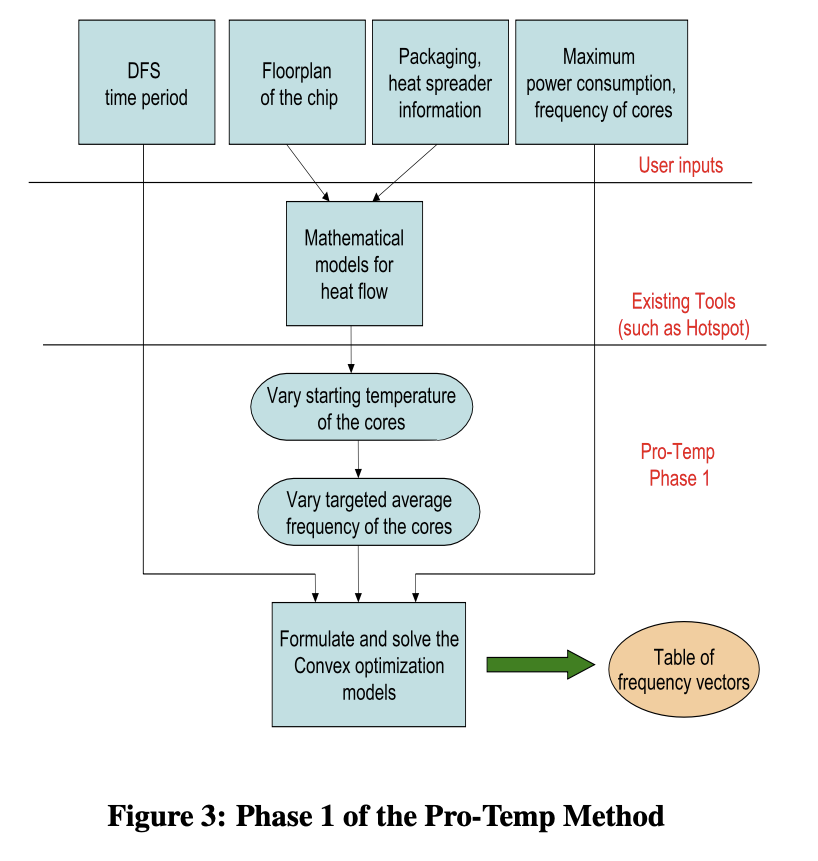 DFS
time period
Floorplan
of the chip
Packaging,
heat spreader
information
Maximum
power consumption,
frequency of cores
User inputs
Mathematical
models for
heat flow
Existing Tools
(such as Hotspot)
Vary starting temperature
of the cores
Pro-Temp
Phase 1
Vary targeted average
frequency of the cores
Formulate and solve the
Convex optimization
models
Table of
frequency vectors
Figure 3: Phase 1 of the Pro-Temp Method